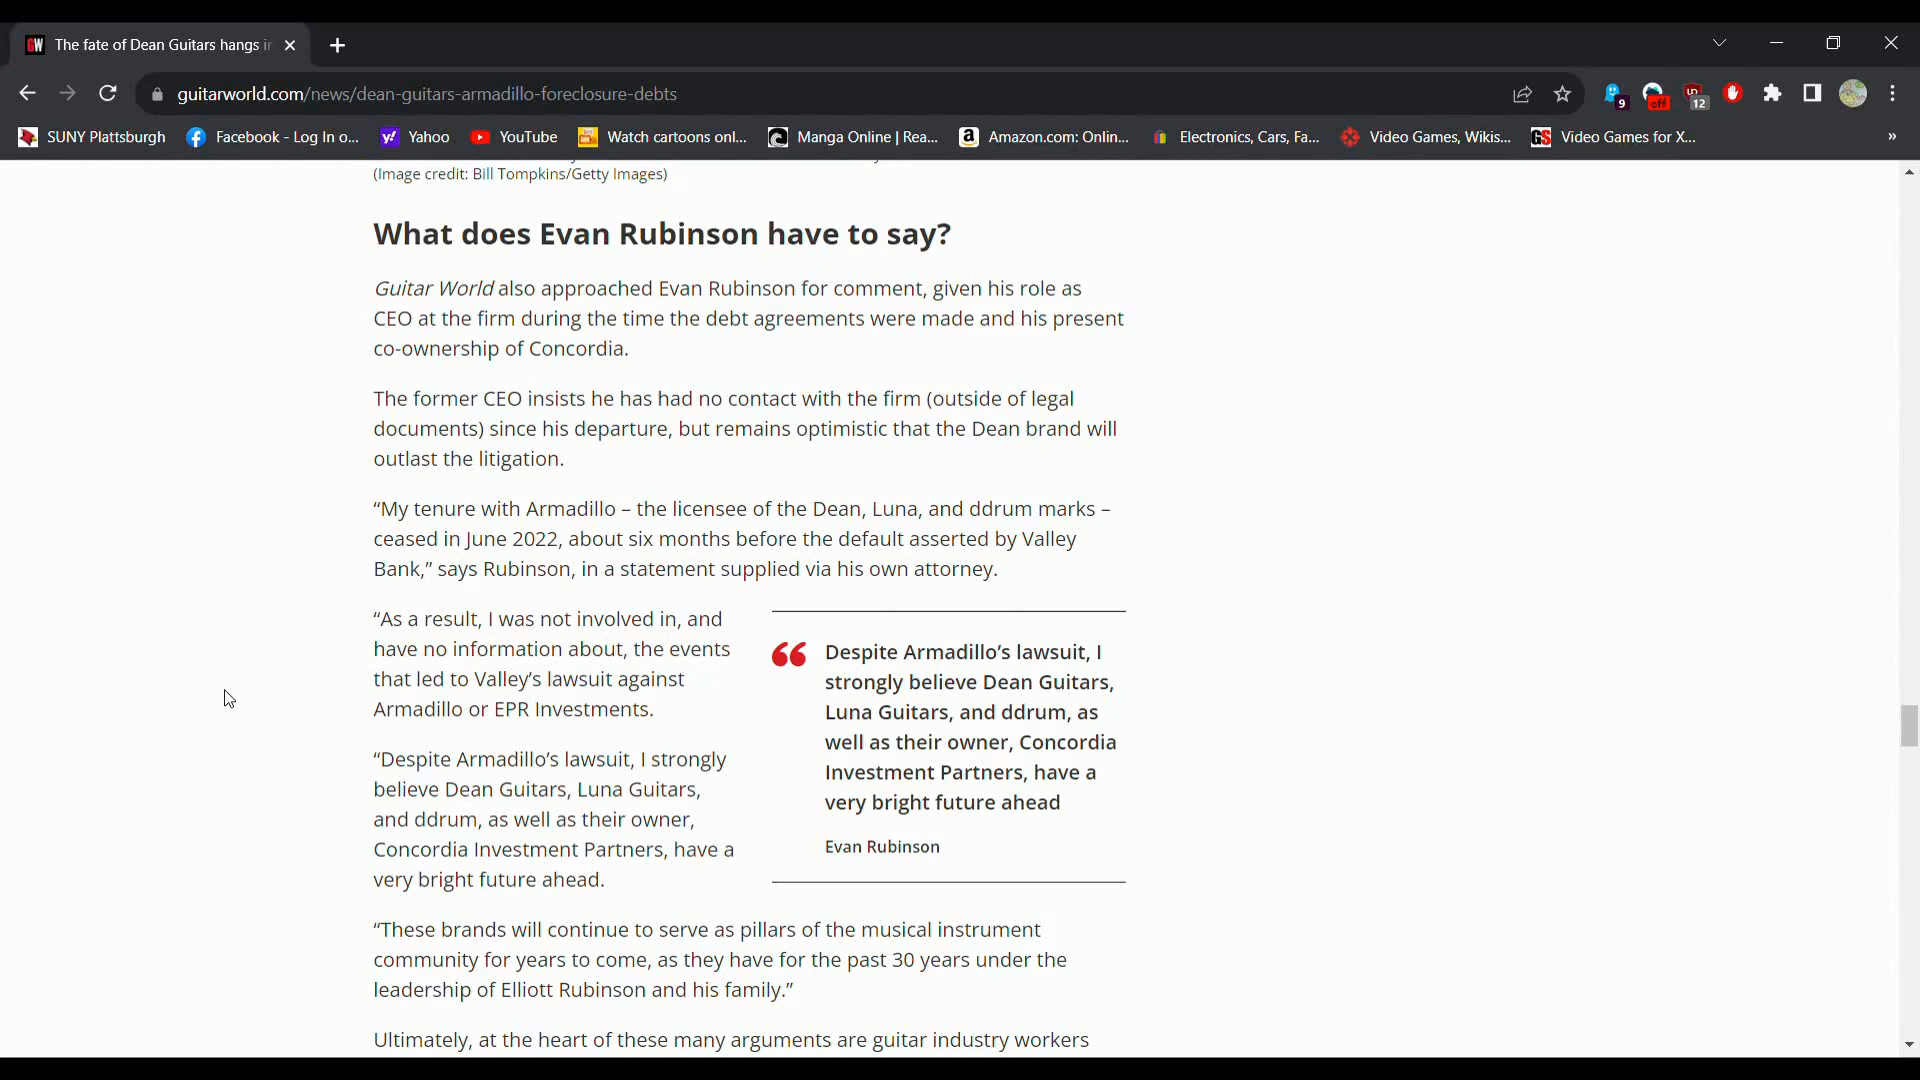 GW The fate of Dean Guitars hangs i
guitarworld.com/news/dean-guitars-armadillo-foreclosure-debts
9
off
12
SUNY Plattsburgh
Facebook - Log In o...
Yahoo
YouTube
Watch cartoons onl...
Manga Online | Rea...
Amazon.com: Onlin...
Electronics, Cars, Fa...
Video Games, Wikis...
GS Video Games for X...
»
(Image credit: Bill Tompkins/Getty Images)
What does Evan Rubinson have to say?
Guitar World also approached Evan Rubinson for comment, given his role as
CEO at the firm during the time the debt agreements were made and his present
co-ownership of Concordia.
The former CEO insists he has had no contact with the firm (outside of legal
documents) since his departure, but remains optimistic that the Dean brand will
outlast the litigation.
“My tenure with Armadillo – the licensee of the Dean, Luna, and ddrum marks –
ceased in June 2022, about six months before the default asserted by Valley
Bank,” says Rubinson, in a statement supplied via his own attorney.
“As a result, I was not involved in, and
have no information about, the events
that led to Valley’s lawsuit against
Armadillo or EPR Investments.
“Despite Armadillo’s lawsuit, I strongly
believe Dean Guitars, Luna Guitars,
and ddrum, as well as their owner,
Concordia Investment Partners, have a
very bright future ahead.
“ Despite Armadillo’s lawsuit, I
strongly believe Dean Guitars,
Luna Guitars, and ddrum, as
well as their owner, Concordia
Investment Partners, have a
very bright future ahead
Evan Rubinson
“These brands will continue to serve as pillars of the musical instrument
community for years to come, as they have for the past 30 years under the
leadership of Elliott Rubinson and his family.”
Ultimately, at the heart of these many arguments are guitar industry workers